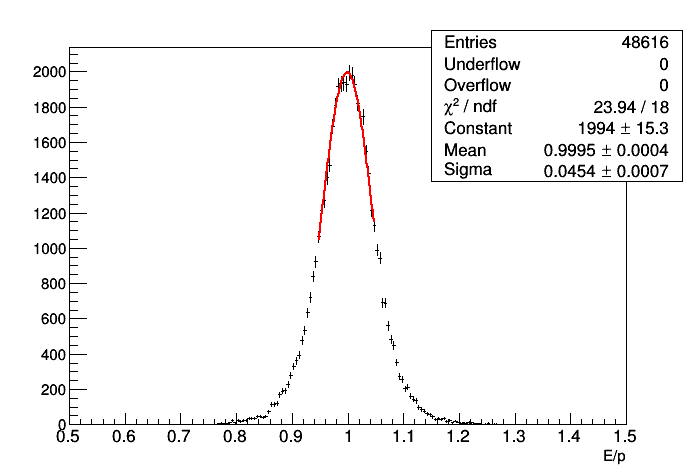 Entries 48616
Underflow 0
Overflow 0
χ² / ndf 23.94 / 18
Constant 1994 ± 15.3
Mean 0.9995 ± 0.0004
Sigma 0.0454 ± 0.0007
2000
1800
1600
1400
1200
1000
800
600
400
200
0
0.5 0.6 0.7 0.8 0.9 1 1.1 1.2 1.3 1.4 1.5
E/p